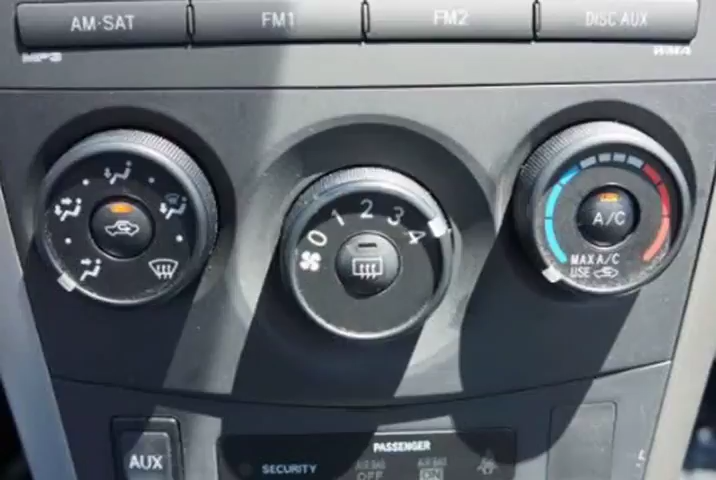 AM·SAT FM1 FM2 DISC·AUX
MP3 WMA
0 1 2 3 4
A/C
MAX A/C
USE
PASSENGER
AUX SECURITY AIR BAG AIR BAG
OFF ON